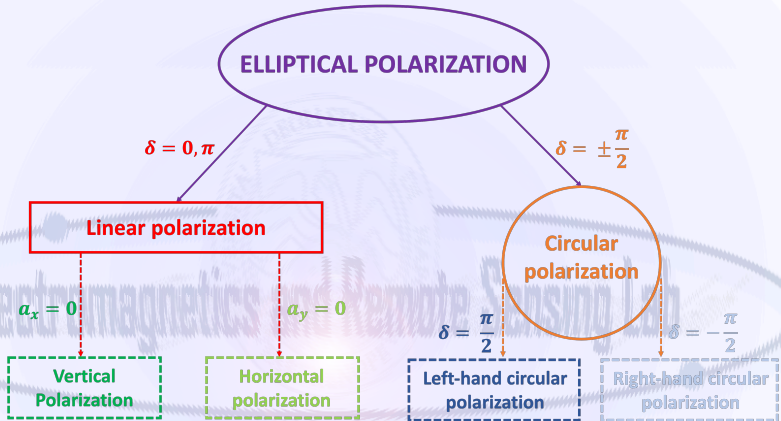 ELLIPTICAL POLARIZATION
δ = 0, π
δ = ± π/2
Linear polarization
Circular
polarization
aₓ = 0
a_y = 0
δ = π/2
δ = − π/2
Vertical
Polarization
Horizontal
polarization
Left-hand circular
polarization
Right-hand circular
polarization